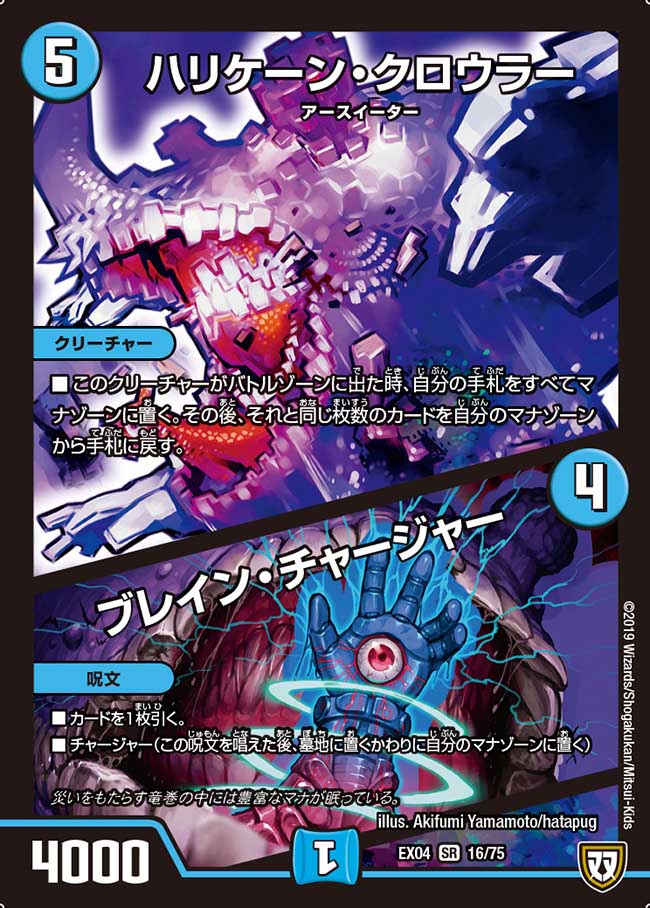 5
ハリケーン・クロウラー
アースイーター
クリーチャー
■このクリーチャーがバトルゾーンに出た時、自分の手札をすべてマ
ナゾーンに置く。その後、それと同じ枚数のカードを自分のマナゾーン
から手札に戻す。
4
ブレイン・チャージャー
呪文
■カードを1枚引く。
■チャージャー(この呪文を唱えた後、墓地に置くかわりに自分のマナゾーンに置く)
災いをもたらす竜巻の中には豊富なマナが眠っている。
illus. Akifumi Yamamoto/hatapug
©2019 Wizards/Shogakukan/Mitsui-Kids
4000
1
EX04 SR 16/75